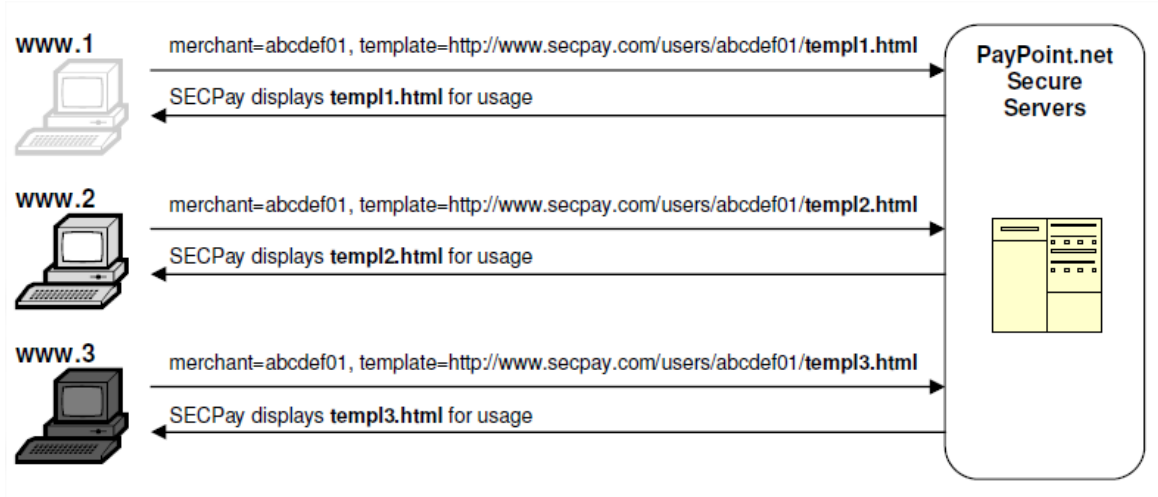 www.1
merchant=abcdef01, template=http://www.secpay.com/users/abcdef01/templ1.html
SECPay displays templ1.html for usage
PayPoint.net
Secure
Servers
www.2
merchant=abcdef01, template=http://www.secpay.com/users/abcdef01/templ2.html
SECPay displays templ2.html for usage
www.3
merchant=abcdef01, template=http://www.secpay.com/users/abcdef01/templ3.html
SECPay displays templ3.html for usage